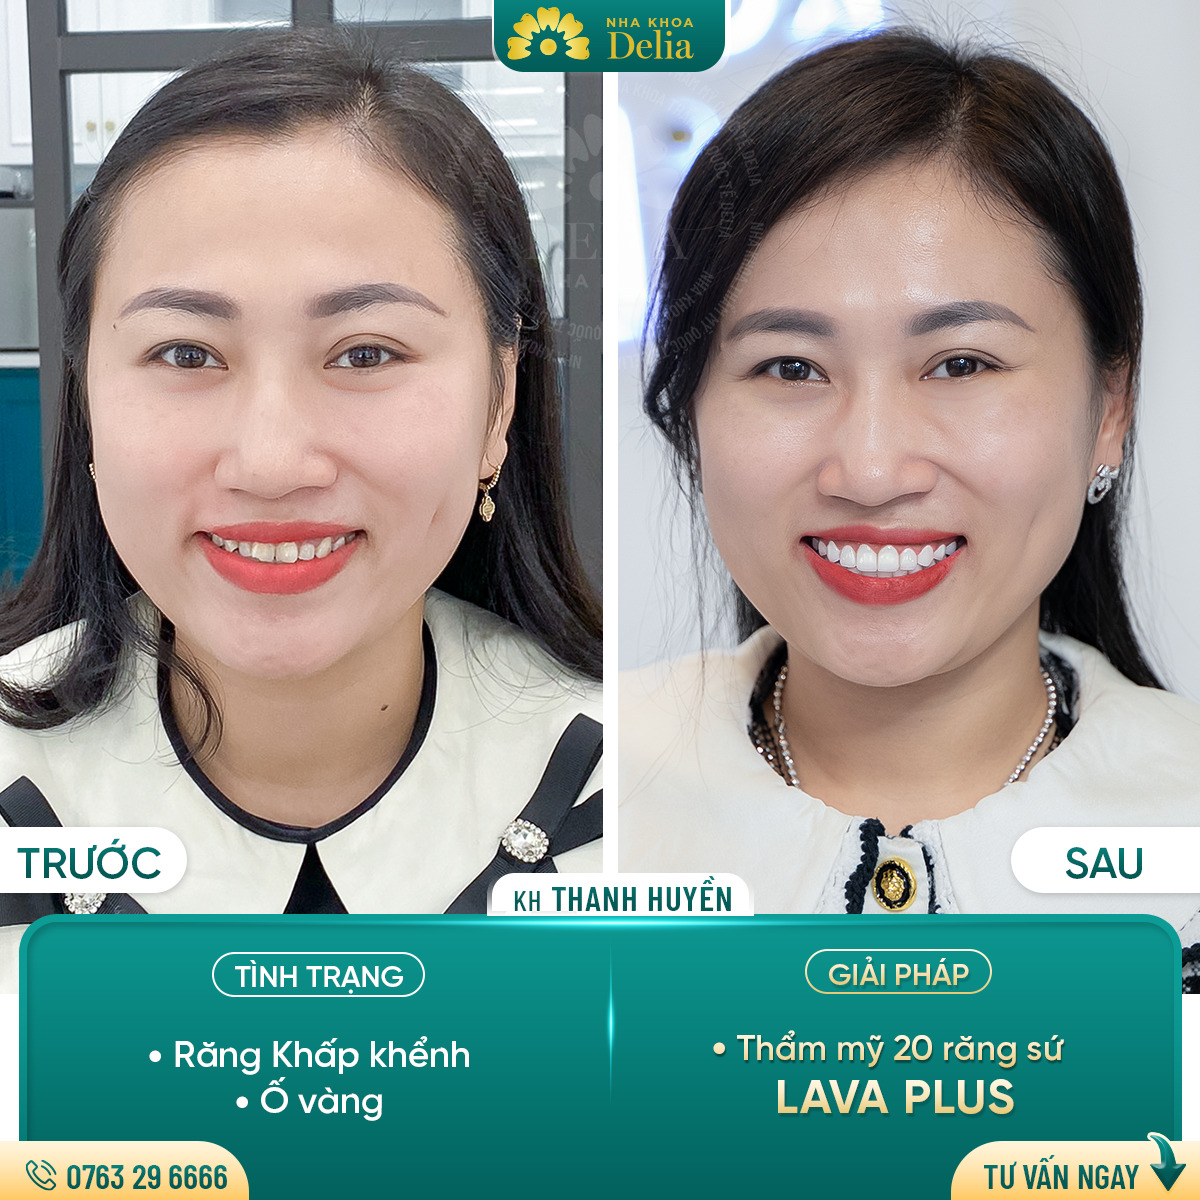 NHA KHOA
Delia
TRƯỚC
SAU
KH THANH HUYỀN
TÌNH TRẠNG
• Răng Khấp khểnh
• Ố vàng
GIẢI PHÁP
• Thẩm mỹ 20 răng sứ
LAVA PLUS
0763 29 6666
TƯ VẤN NGAY